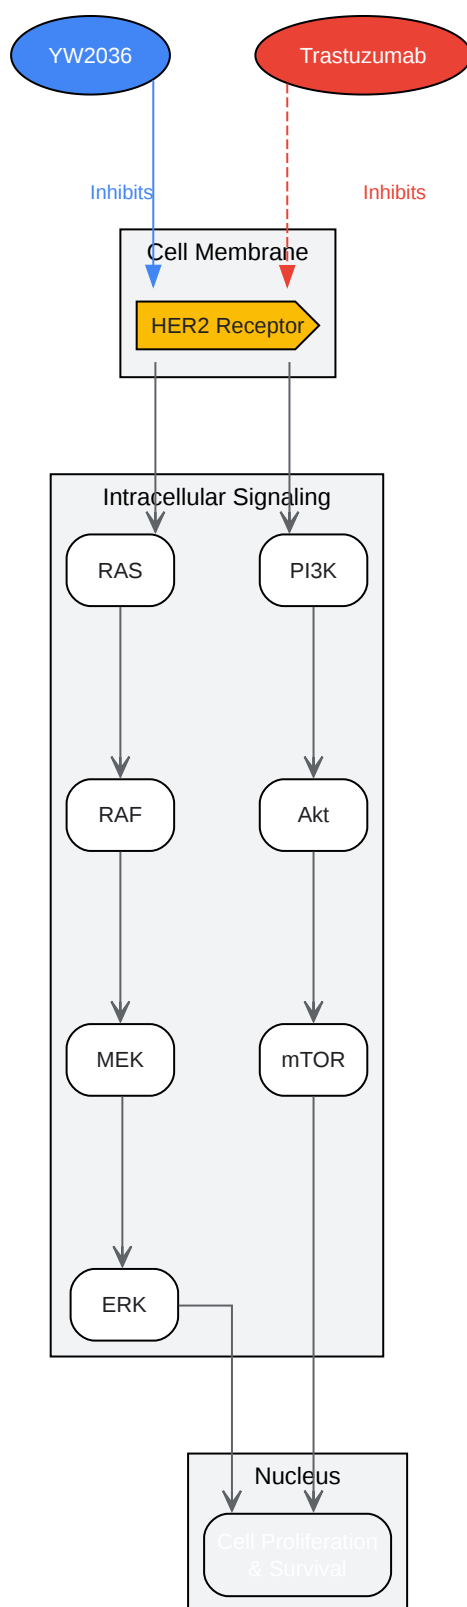 YW2036
Trastuzumab
Inhibits
Inhibits
Cell Membrane
HER2 Receptor
Intracellular Signaling
RAS
PI3K
RAF
Akt
MEK
mTOR
ERK
Nucleus
Cell Proliferation
& Survival